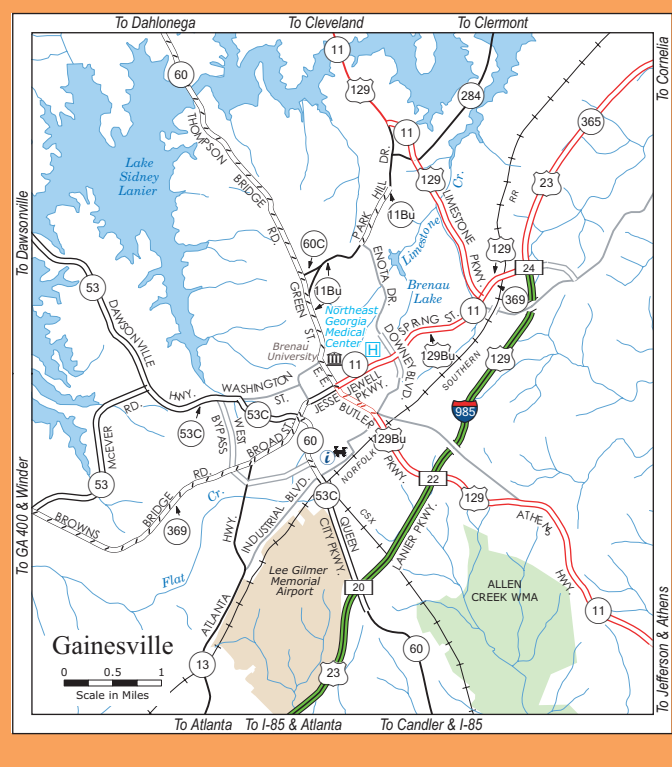 To Dahlonega
To Cleveland
To Clermont
To Cornelia
To Dawsonville
To GA 400 & Winder
To Jefferson & Athens
11
60
129
284
365
11
THOMPSON BRIDGE RD.
Lake
Sidney
Lanier
PARK HILL DR.
129
Cr.
RR
23
LIMESTONE PKWY.
11Bu
Limestone
60C
129
ENOTA DR.
24
53
11Bu
Brenau
Lake
369
GREEN ST.
Northeast
Georgia
Medical
Center
11
SPRING ST.
DAWSONVILLE HWY.
Brenau
University
H
DOWNEY BLVD.
129Bu
SOUTHERN
129
11
E.E.
WASHINGTON ST.
JESSE JEWELL PKWY.
985
McEVER RD.
53C
53C
WEST BYPASS
BROAD ST.
BUTLER PKWY.
60
129Bu
i
NORFOLK
53
RD.
22
Cr.
53C
129
BROWNS BRIDGE
369
HWY.
INDUSTRIAL BLVD.
QUEEN CITY PKWY.
CSX
LANIER PKWY.
ATHENS HWY.
Flat
Lee Gilmer
Memorial
Airport
20
ALLEN
CREEK WMA
ATLANTA
11
Gainesville
60
0 0.5 1
Scale in Miles
13
23
To Atlanta
To I-85 & Atlanta
To Candler & I-85